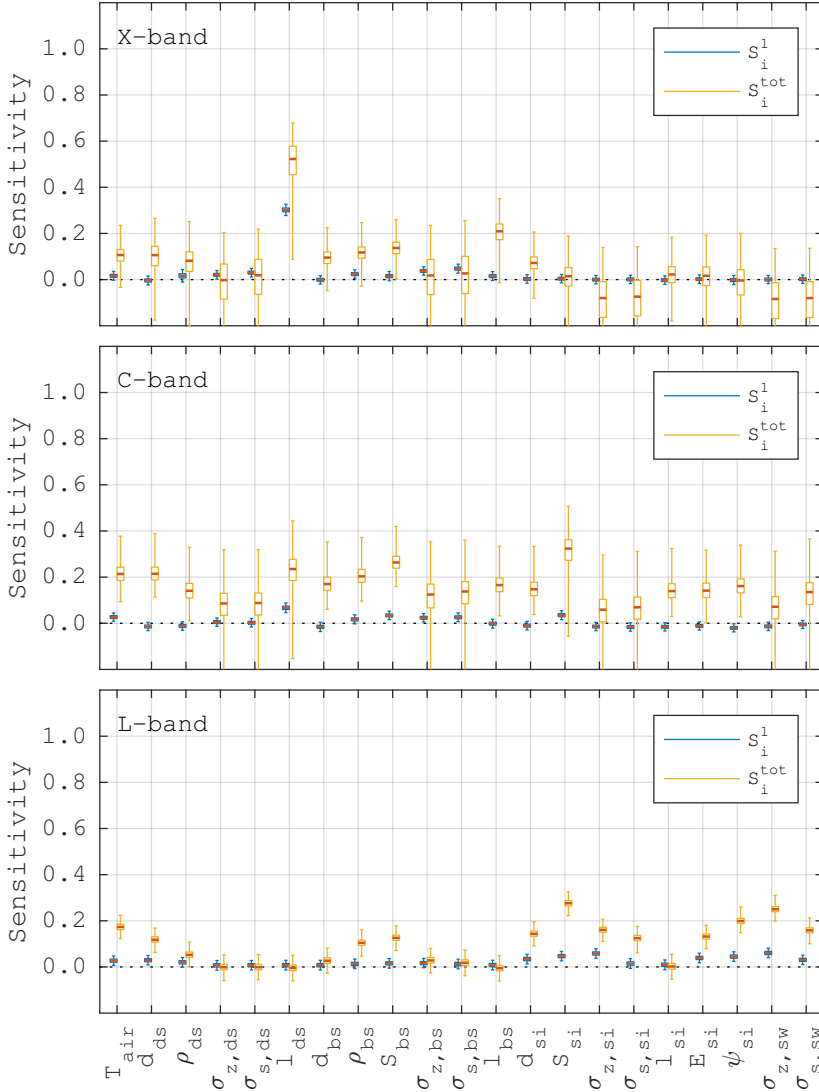 X-band
S_i^1
S_i^tot
Sensitivity
1.0
0.8
0.6
0.4
0.2
0.0
C-band
S_i^1
S_i^tot
Sensitivity
1.0
0.8
0.6
0.4
0.2
0.0
L-band
S_i^1
S_i^tot
Sensitivity
1.0
0.8
0.6
0.4
0.2
0.0
T_air
d_ds
ρ_ds
σ_z,ds
σ_s,ds
l_ds
d_bs
ρ_bs
S_bs
σ_z,bs
σ_s,bs
l_bs
d_si
S_si
σ_z,si
σ_s,si
l_si
E_si
ψ_si
σ_z,sw
σ_s,sw